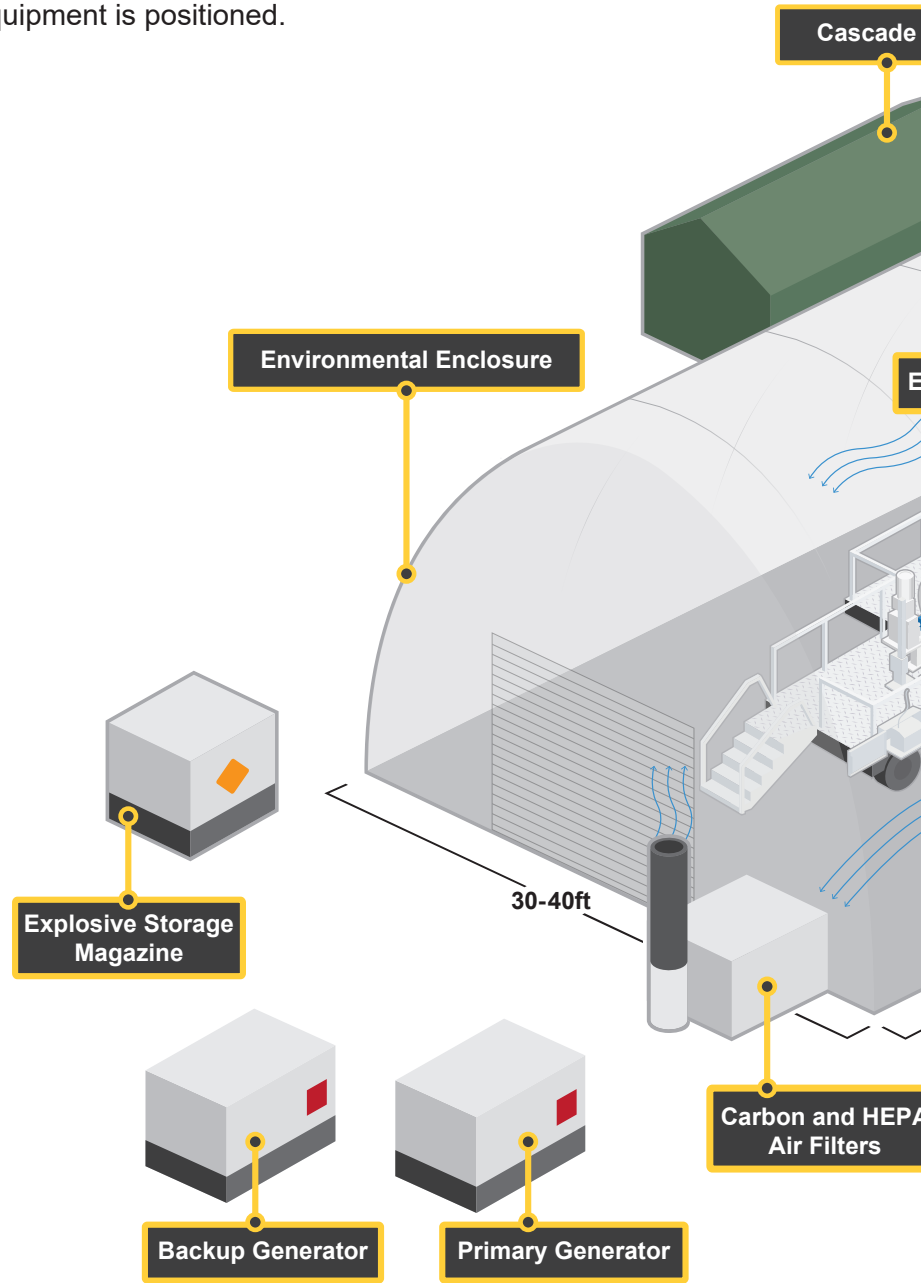 quipment is positioned.
Cascade
Environmental Enclosure
E
30-40ft
Explosive Storage
Magazine
Carbon and HEPA
Air Filters
Backup Generator
Primary Generator